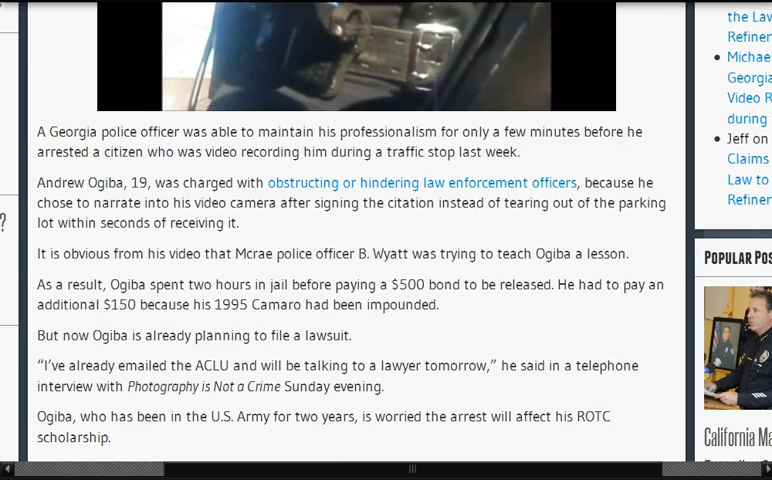 A Georgia police officer was able to maintain his professionalism for only a few minutes before he
arrested a citizen who was video recording him during a traffic stop last week.
Andrew Ogiba, 19, was charged with obstructing or hindering law enforcement officers, because he
chose to narrate into his video camera after signing the citation instead of tearing out of the parking
lot within seconds of receiving it.
It is obvious from his video that Mcrae police officer B. Wyatt was trying to teach Ogiba a lesson.
As a result, Ogiba spent two hours in jail before paying a $500 bond to be released. He had to pay an
additional $150 because his 1995 Camaro had been impounded.
But now Ogiba is already planning to file a lawsuit.
“I’ve already emailed the ACLU and will be talking to a lawyer tomorrow,” he said in a telephone
interview with Photography is Not a Crime Sunday evening.
Ogiba, who has been in the U.S. Army for two years, is worried the arrest will affect his ROTC
scholarship.
?
the Law
Refiner
Michae
Georgia
Video R
during
Jeff on
Claims
Law to
Refiner
POPULAR POS
California Ma